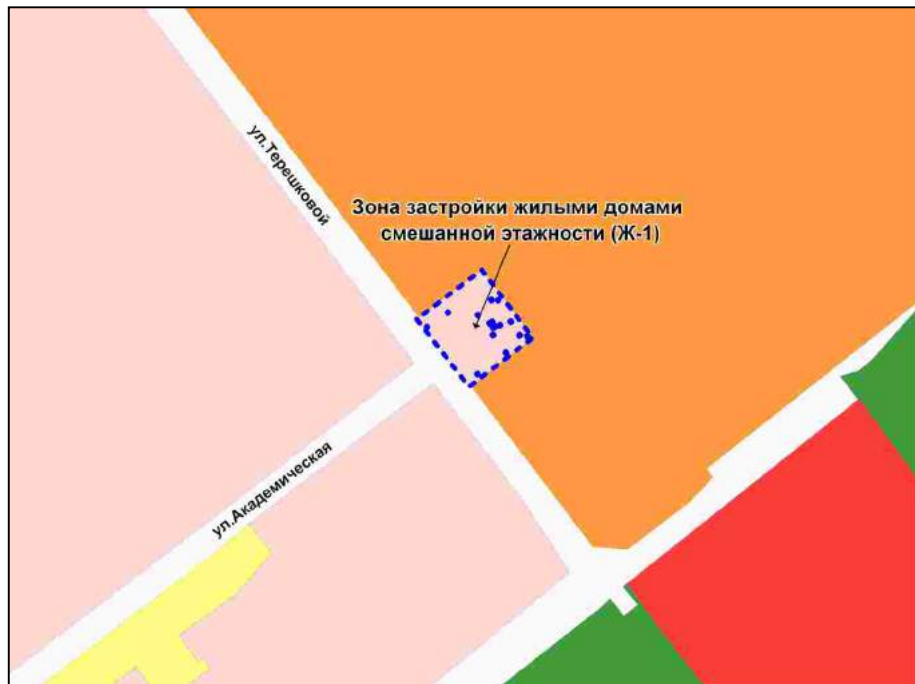 ул.Терешковой
Зона застройки жилыми домами
смешанной этажности (Ж-1)
ул.Академическая